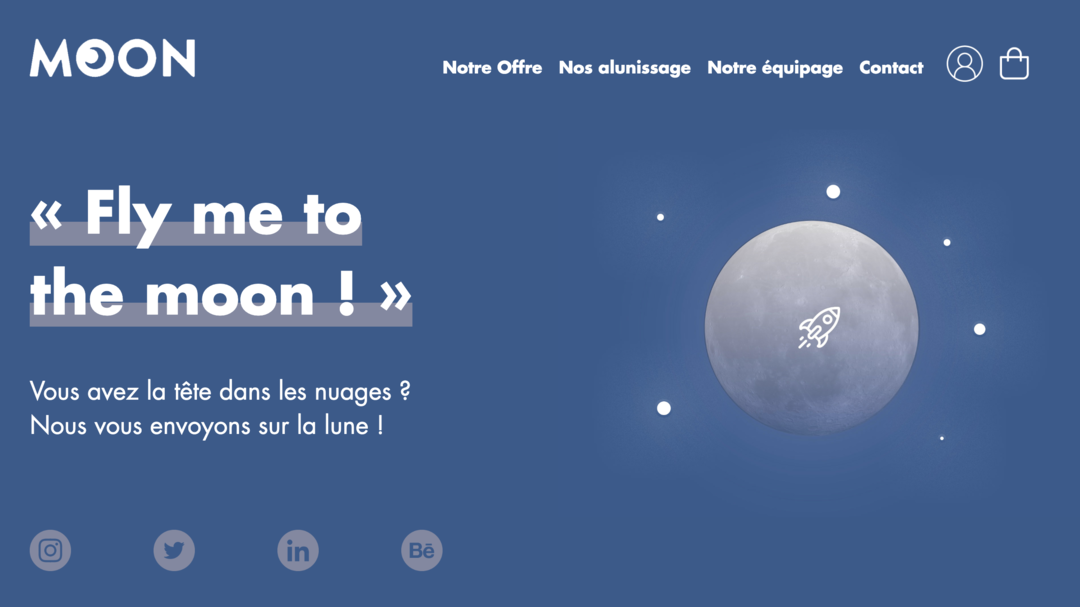 MOON
Notre Offre Nos alunissage Notre équipage Contact
« Fly me to
the moon ! »
Vous avez la tête dans les nuages ?
Nous vous envoyons sur la lune !
in Bē